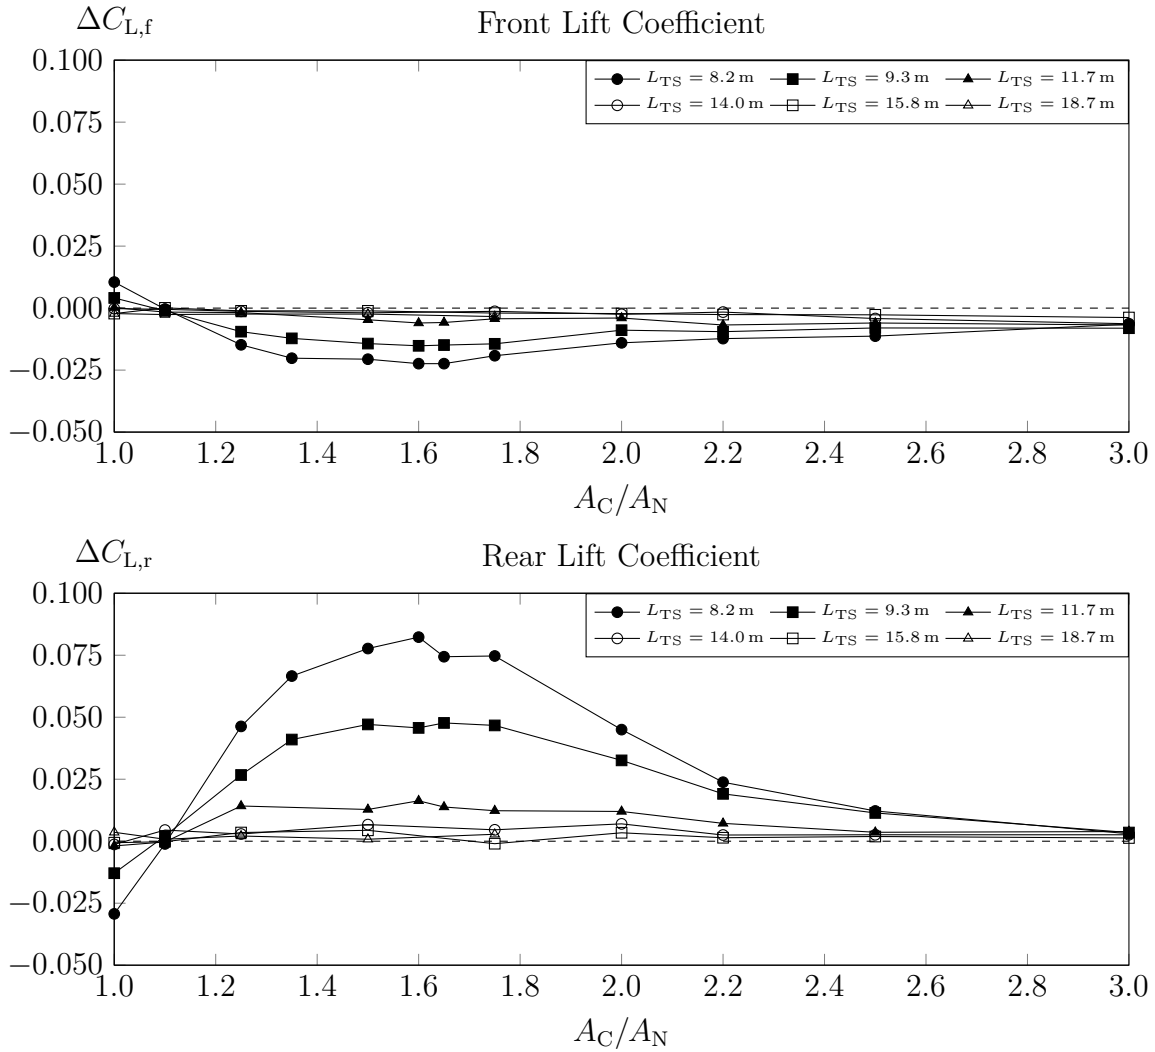 ΔC_L,f Front Lift Coefficient
0.100
L_TS = 8.2 m L_TS = 9.3 m L_TS = 11.7 m
L_TS = 14.0 m L_TS = 15.8 m L_TS = 18.7 m
0.075
0.050
0.025
0.000
−0.025
−0.050
1.0 1.2 1.4 1.6 1.8 2.0 2.2 2.4 2.6 2.8 3.0
A_C/A_N
ΔC_L,r Rear Lift Coefficient
0.100
L_TS = 8.2 m L_TS = 9.3 m L_TS = 11.7 m
L_TS = 14.0 m L_TS = 15.8 m L_TS = 18.7 m
0.075
0.050
0.025
0.000
−0.025
−0.050
1.0 1.2 1.4 1.6 1.8 2.0 2.2 2.4 2.6 2.8 3.0
A_C/A_N